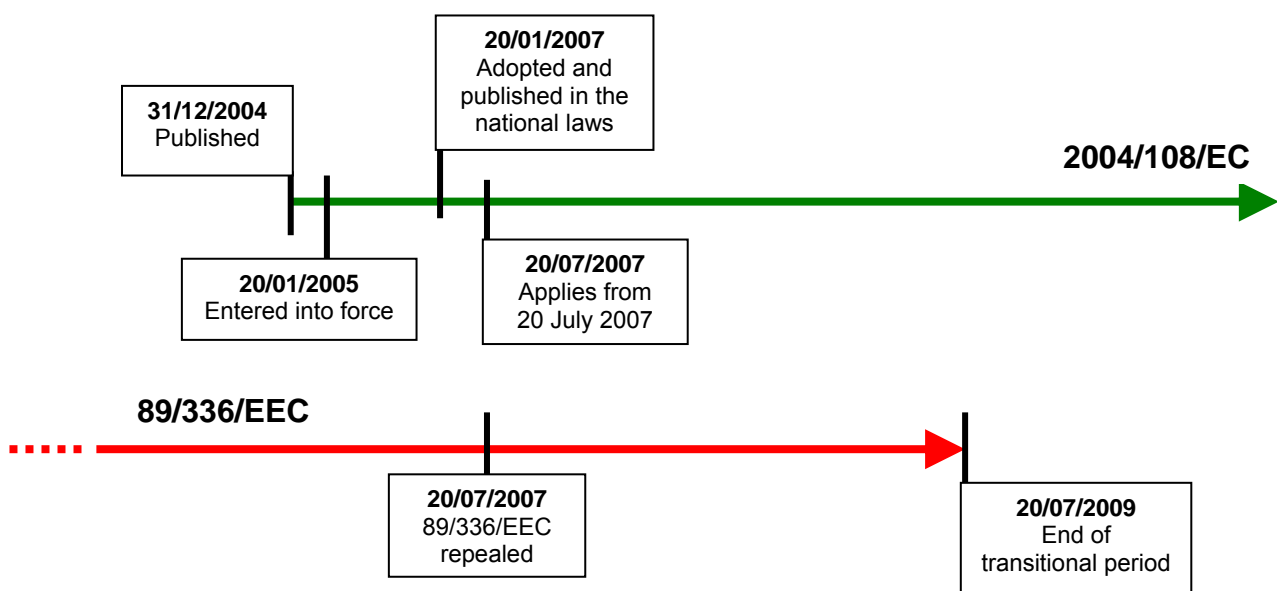 20/01/2007
Adopted and
published in the
national laws
31/12/2004
Published
2004/108/EC
20/01/2005
Entered into force
20/07/2007
Applies from
20 July 2007
89/336/EEC
20/07/2007
89/336/EEC
repealed
20/07/2009
End of
transitional period